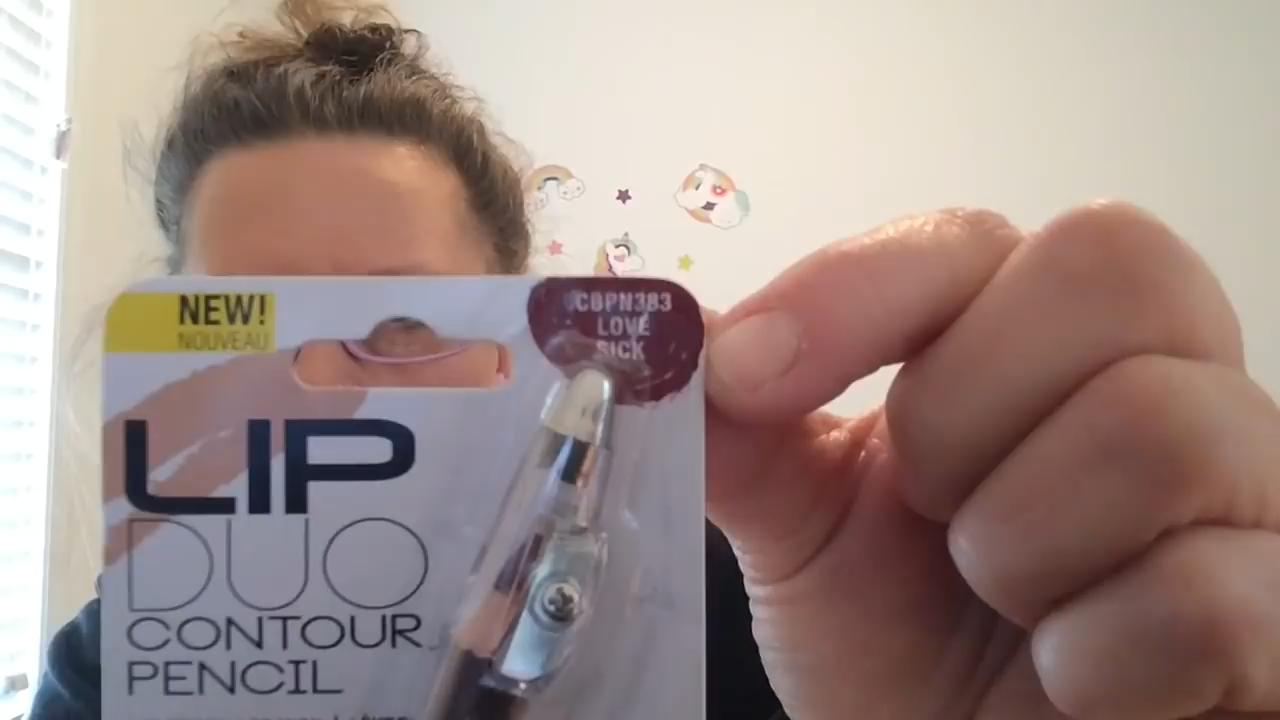 NEW!
NOUVEAU
CBPN383
LOVE
SICK
LIP
DUO
CONTOUR
PENCIL